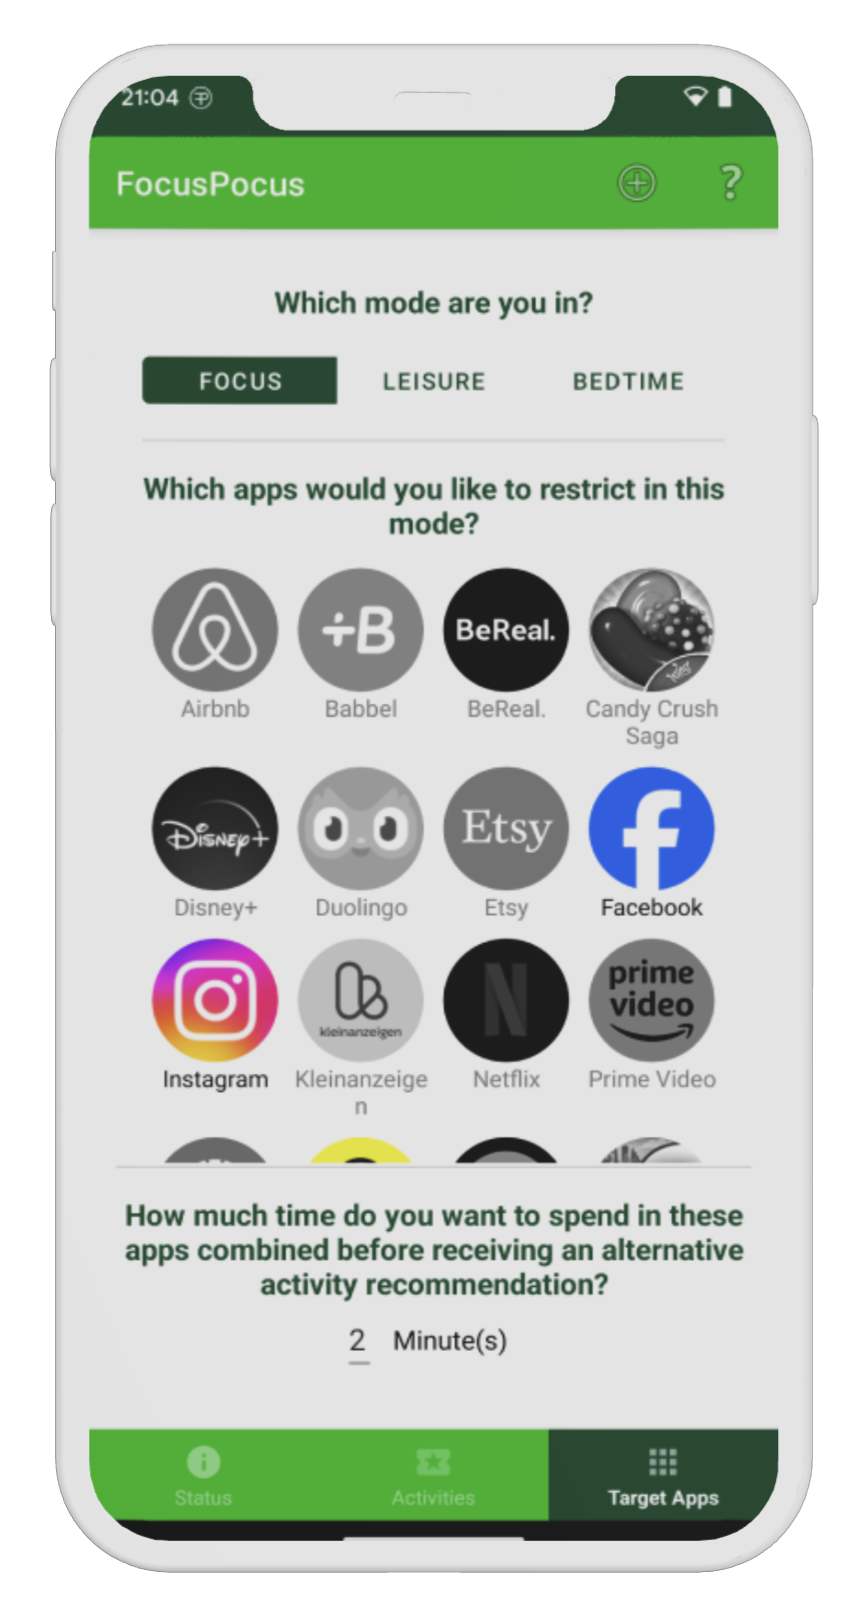 21:04
FocusPocus
?
Which mode are you in?
FOCUS LEISURE BEDTIME
Which apps would you like to restrict in this
mode?
÷B BeReal.
Airbnb Babbel BeReal. Candy Crush
Saga
Disney+ Etsy
Disney+ Duolingo Etsy Facebook
kleinanzeigen N prime
video
Instagram Kleinanzeige Netflix Prime Video
n
How much time do you want to spend in these
apps combined before receiving an alternative
activity recommendation?
2 Minute(s)
Status Activities Target Apps